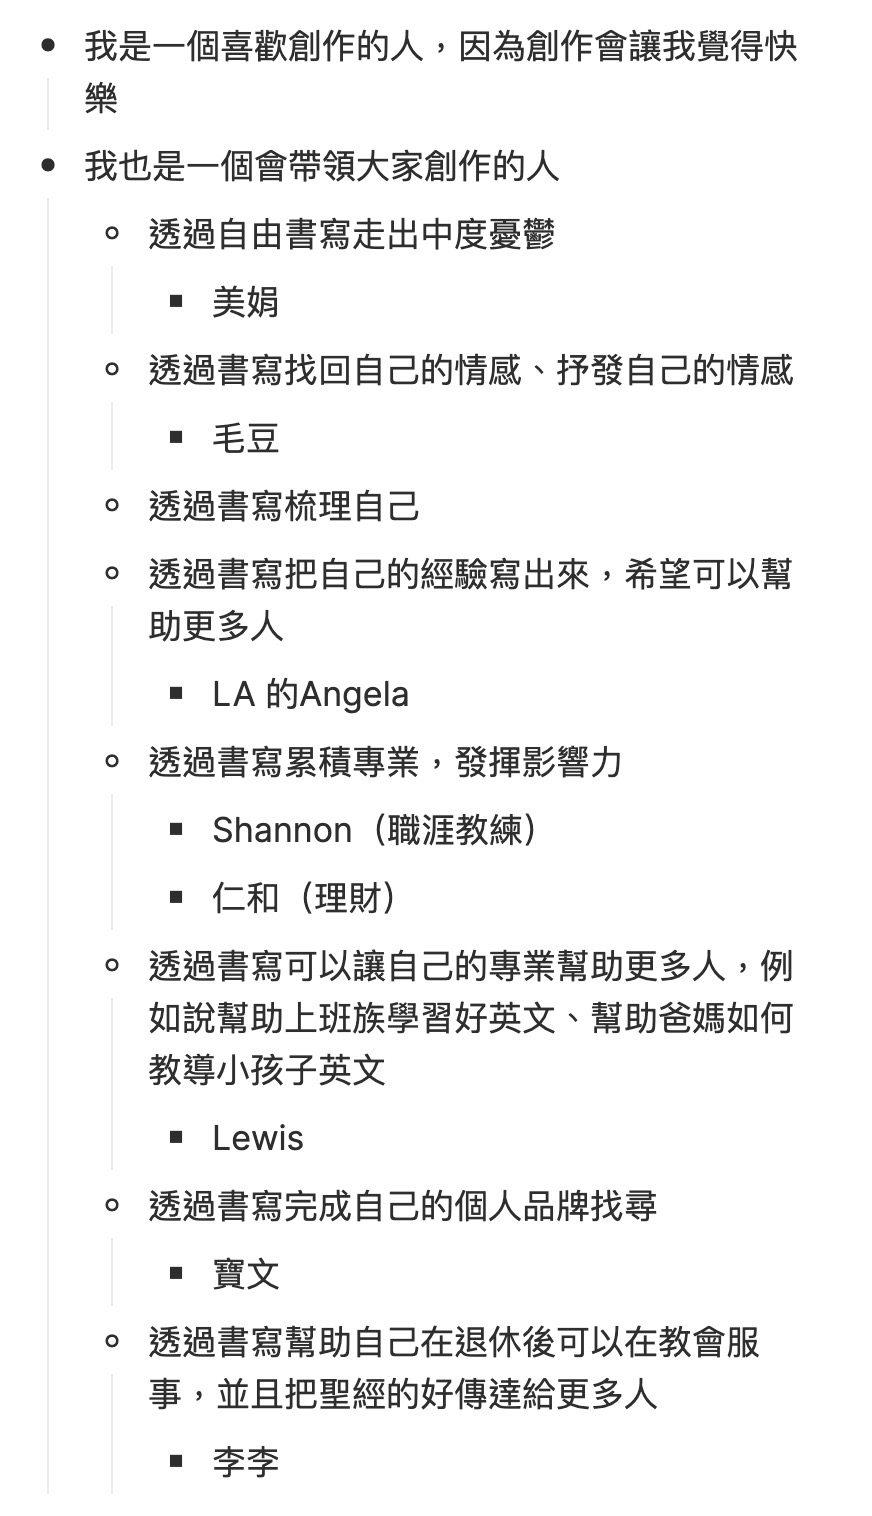 我是一個喜歡創作的人，因為創作會讓我覺得快
樂
我也是一個會帶領大家創作的人
透過自由書寫走出中度憂鬱
美娟
透過書寫找回自己的情感、抒發自己的情感
毛豆
透過書寫梳理自己
透過書寫把自己的經驗寫出來，希望可以幫
助更多人
LA 的Angela
透過書寫累積專業，發揮影響力
Shannon（職涯教練）
仁和（理財）
透過書寫可以讓自己的專業幫助更多人，例
如說幫助上班族學習好英文、幫助爸媽如何
教導小孩子英文
Lewis
透過書寫完成自己的個人品牌找尋
寶文
透過書寫幫助自己在退休後可以在教會服
事，並且把聖經的好傳達給更多人
李李